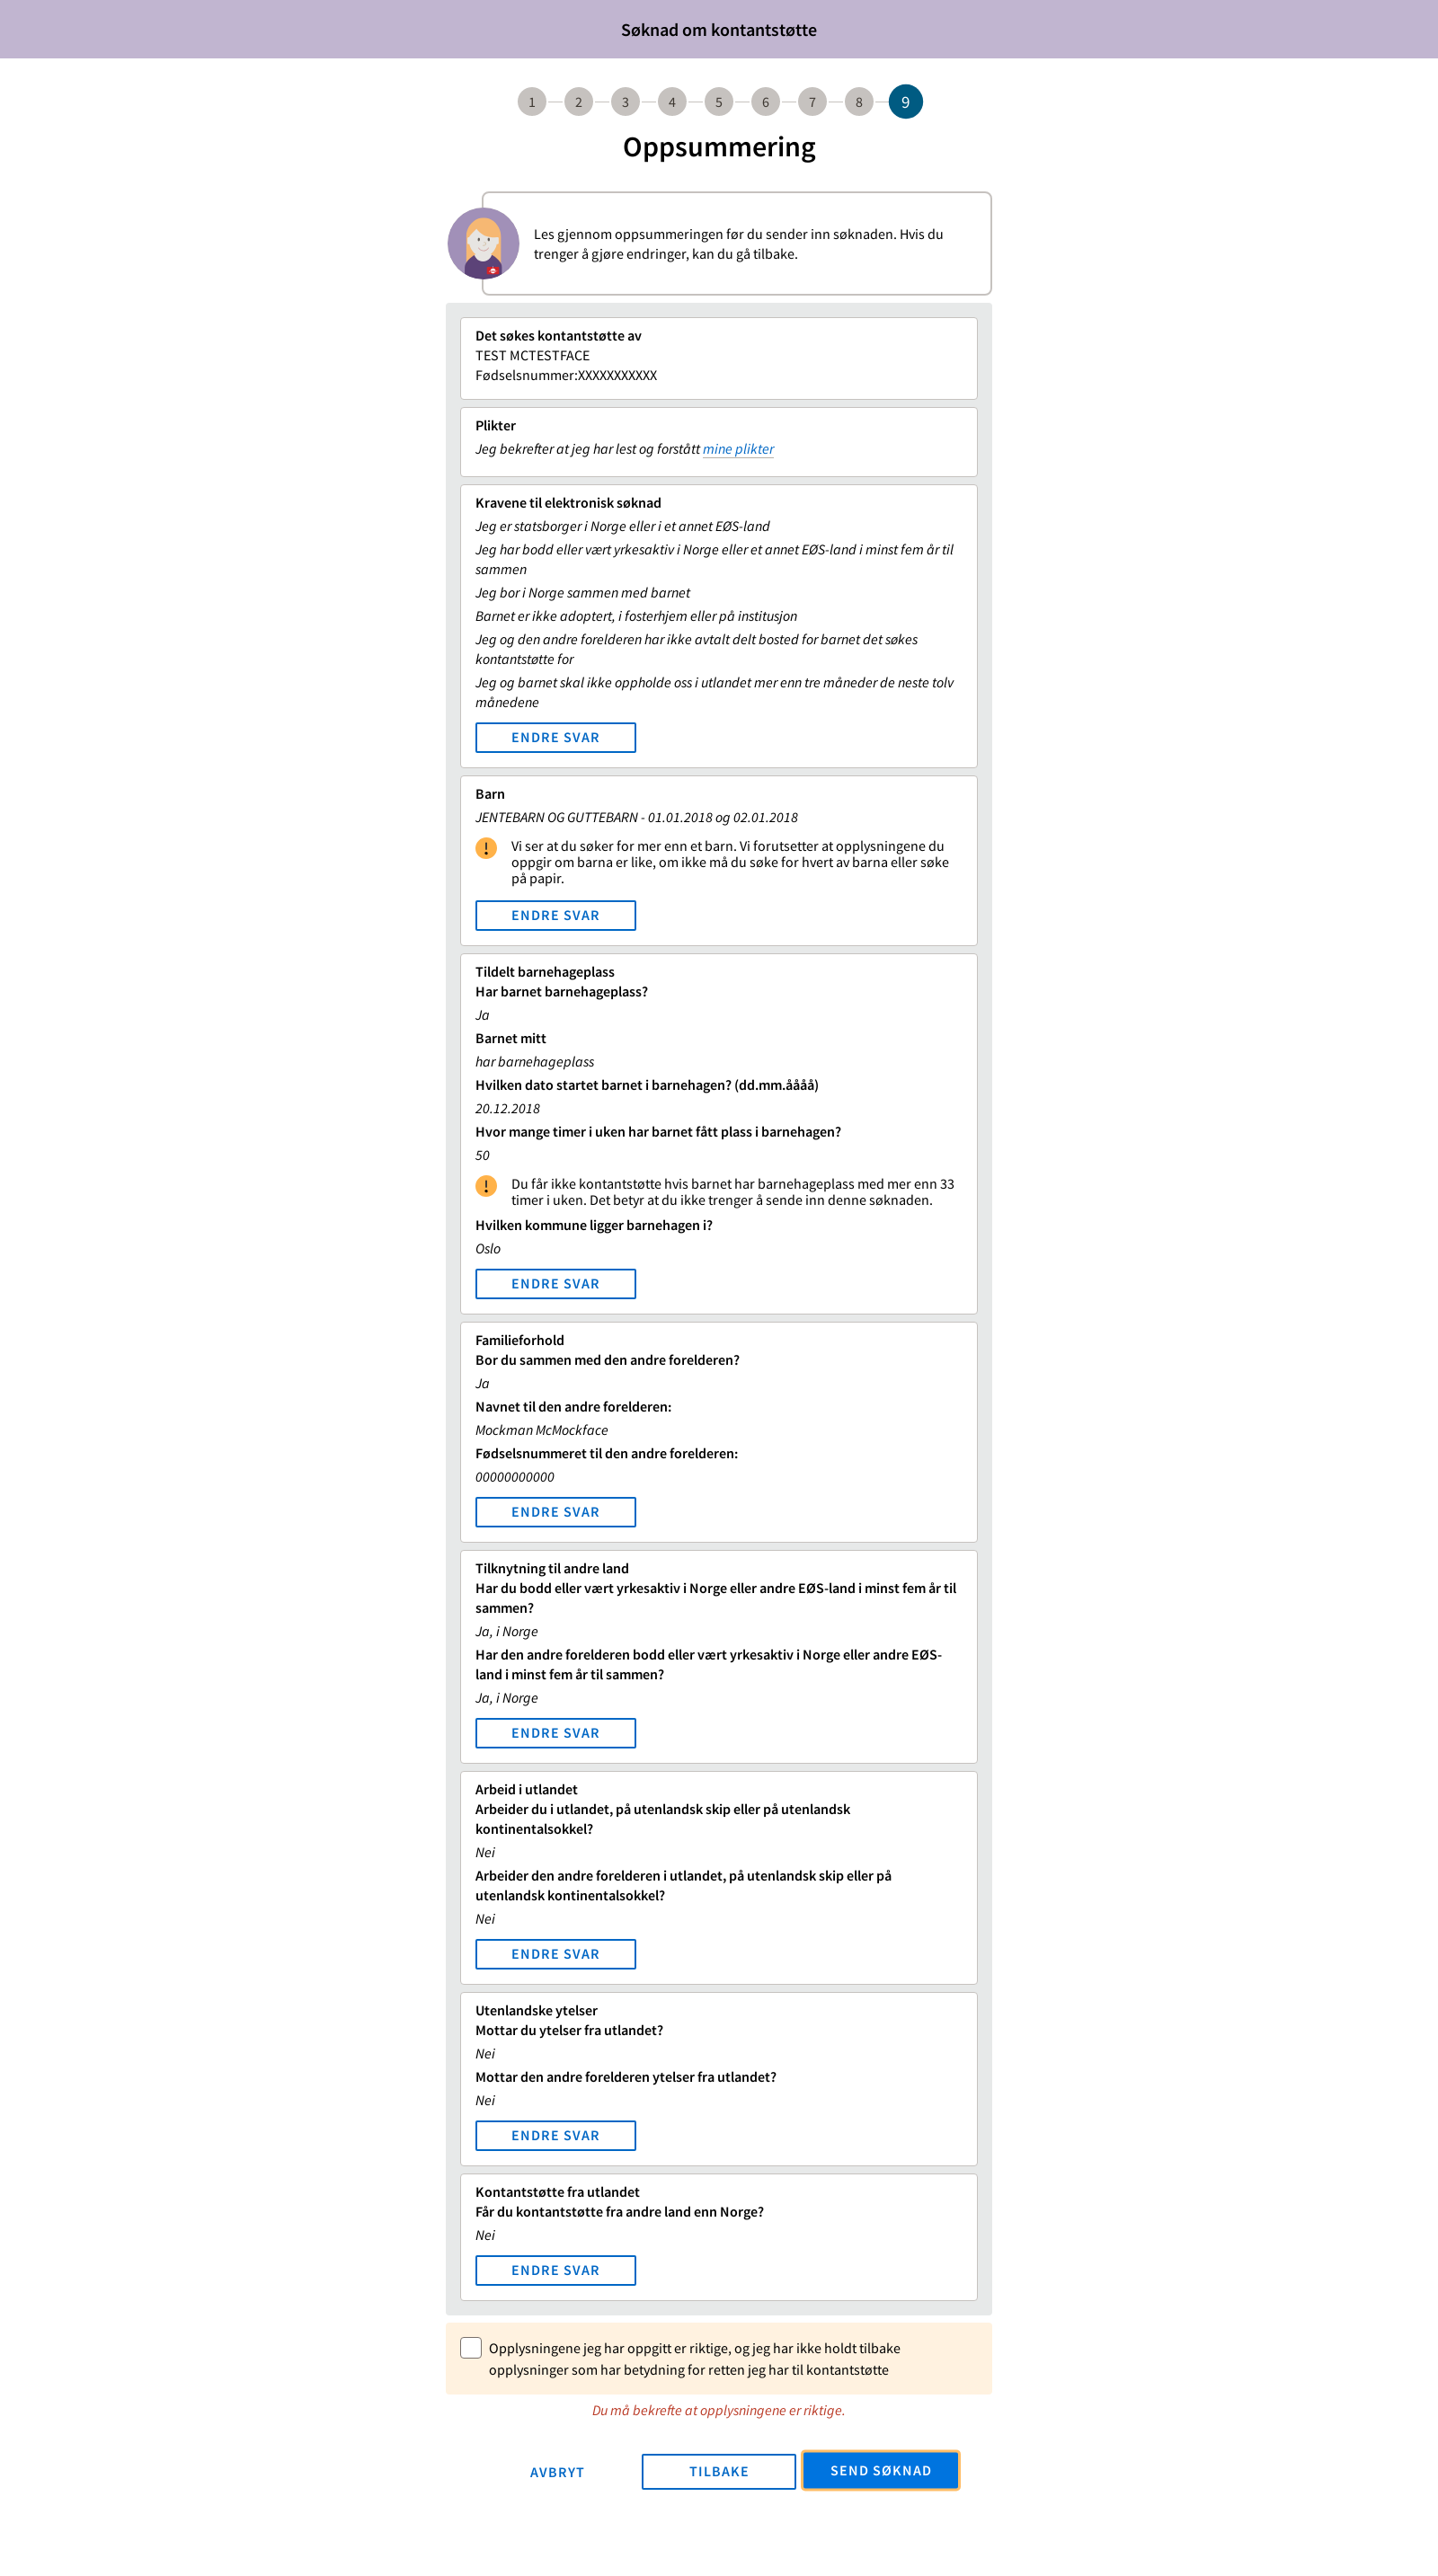 Søknad om kontantstøtte
1 2 3 4 5 6 7 8 9
Oppsummering
Les gjennom oppsummeringen før du sender inn søknaden. Hvis du
trenger å gjøre endringer, kan du gå tilbake.
Det søkes kontantstøtte av
TEST MCTESTFACE
Fødselsnummer:XXXXXXXXXXX
Plikter
Jeg bekrefter at jeg har lest og forstått mine plikter
Kravene til elektronisk søknad
Jeg er statsborger i Norge eller i et annet EØS-land
Jeg har bodd eller vært yrkesaktiv i Norge eller et annet EØS-land i minst fem år til
sammen
Jeg bor i Norge sammen med barnet
Barnet er ikke adoptert, i fosterhjem eller på institusjon
Jeg og den andre forelderen har ikke avtalt delt bosted for barnet det søkes
kontantstøtte for
Jeg og barnet skal ikke oppholde oss i utlandet mer enn tre måneder de neste tolv
månedene
ENDRE SVAR
Barn
JENTEBARN OG GUTTEBARN - 01.01.2018 og 02.01.2018
Vi ser at du søker for mer enn et barn. Vi forutsetter at opplysningene du
oppgir om barna er like, om ikke må du søke for hvert av barna eller søke
på papir.
ENDRE SVAR
Tildelt barnehageplass
Har barnet barnehageplass?
Ja
Barnet mitt
har barnehageplass
Hvilken dato startet barnet i barnehagen? (dd.mm.åååå)
20.12.2018
Hvor mange timer i uken har barnet fått plass i barnehagen?
50
Du får ikke kontantstøtte hvis barnet har barnehageplass med mer enn 33
timer i uken. Det betyr at du ikke trenger å sende inn denne søknaden.
Hvilken kommune ligger barnehagen i?
Oslo
ENDRE SVAR
Familieforhold
Bor du sammen med den andre forelderen?
Ja
Navnet til den andre forelderen:
Mockman McMockface
Fødselsnummeret til den andre forelderen:
00000000000
ENDRE SVAR
Tilknytning til andre land
Har du bodd eller vært yrkesaktiv i Norge eller andre EØS-land i minst fem år til
sammen?
Ja, i Norge
Har den andre forelderen bodd eller vært yrkesaktiv i Norge eller andre EØS-
land i minst fem år til sammen?
Ja, i Norge
ENDRE SVAR
Arbeid i utlandet
Arbeider du i utlandet, på utenlandsk skip eller på utenlandsk
kontinentalsokkel?
Nei
Arbeider den andre forelderen i utlandet, på utenlandsk skip eller på
utenlandsk kontinentalsokkel?
Nei
ENDRE SVAR
Utenlandske ytelser
Mottar du ytelser fra utlandet?
Nei
Mottar den andre forelderen ytelser fra utlandet?
Nei
ENDRE SVAR
Kontantstøtte fra utlandet
Får du kontantstøtte fra andre land enn Norge?
Nei
ENDRE SVAR
Opplysningene jeg har oppgitt er riktige, og jeg har ikke holdt tilbake
opplysninger som har betydning for retten jeg har til kontantstøtte
Du må bekrefte at opplysningene er riktige.
AVBRYT TILBAKE SEND SØKNAD